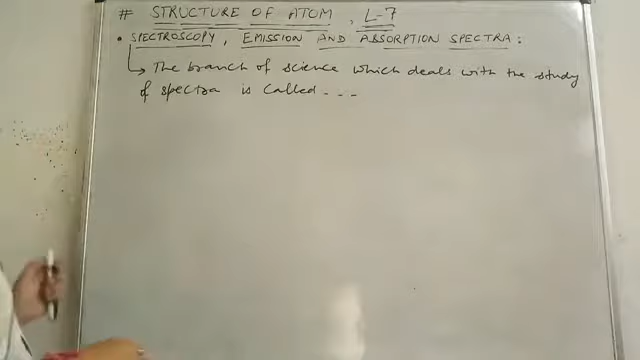 # STRUCTURE OF ATOM, L-7
• SPECTROSCOPY, EMISSION AND ABSORPTION SPECTRA:
↳ The branch of science which deals with the study
of spectra is called - - -